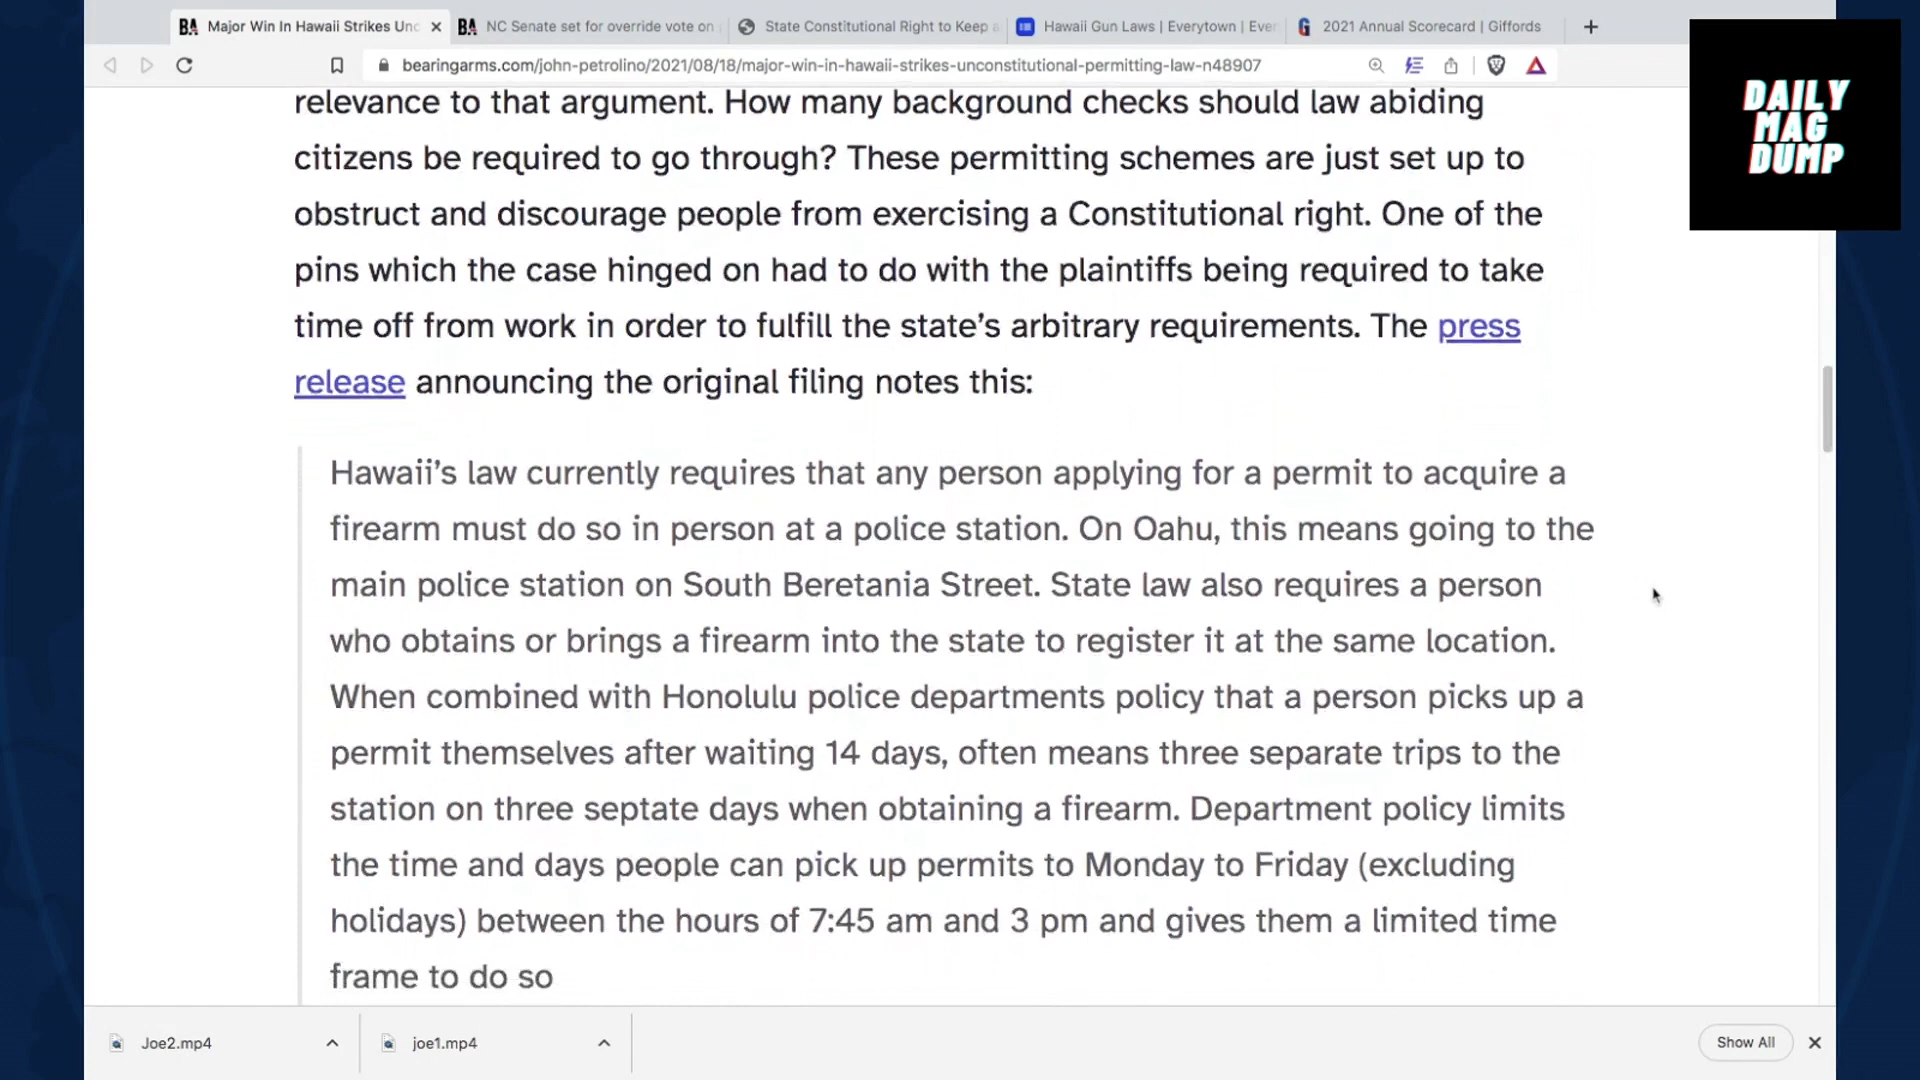 BA Major Win In Hawaii Strikes Unc
BA NC Senate set for override vote on
State Constitutional Right to Keep a
Hawaii Gun Laws | Everytown | Ever
G 2021 Annual Scorecard | Giffords
bearingarms.com/john-petrolino/2021/08/18/major-win-in-hawaii-strikes-unconstitutional-permitting-law-n48907
DAILY
MAG
DUMP
relevance to that argument. How many background checks should law abiding
citizens be required to go through? These permitting schemes are just set up to
obstruct and discourage people from exercising a Constitutional right. One of the
pins which the case hinged on had to do with the plaintiffs being required to take
time off from work in order to fulfill the state’s arbitrary requirements. The press
release announcing the original filing notes this:
Hawaii’s law currently requires that any person applying for a permit to acquire a
firearm must do so in person at a police station. On Oahu, this means going to the
main police station on South Beretania Street. State law also requires a person
who obtains or brings a firearm into the state to register it at the same location.
When combined with Honolulu police departments policy that a person picks up a
permit themselves after waiting 14 days, often means three separate trips to the
station on three septate days when obtaining a firearm. Department policy limits
the time and days people can pick up permits to Monday to Friday (excluding
holidays) between the hours of 7:45 am and 3 pm and gives them a limited time
frame to do so
Joe2.mp4
joe1.mp4
Show All